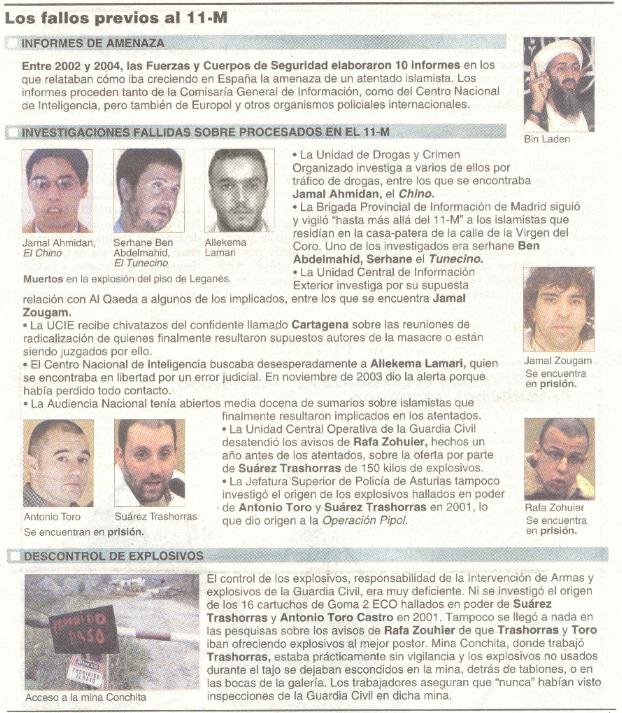 Los fallos previos al 11-M
INFORMES DE AMENAZA
Entre 2002 y 2004, las Fuerzas y Cuerpos de Seguridad elaboraron 10 informes en los
que relataban cómo iba creciendo en España la amenaza de un atentado islamista. Los
informes proceden tanto de la Comisaría General de Información, como del Centro Nacional
de Inteligencia, pero también de Europol y otros organismos policiales internacionales.
Bin Laden
INVESTIGACIONES FALLIDAS SOBRE PROCESADOS EN EL 11-M
Jamal Ahmidan,
El Chino
Serhane Ben
Abdelmahid,
El Tunecino
Allekema
Lamari
Muertos en la explosión del piso de Leganés.
• La Unidad de Drogas y Crimen
Organizado investiga a varios de ellos por
tráfico de drogas, entre los que se encontraba
Jamal Ahmidan, el Chino.
• La Brigada Provincial de Información de Madrid siguió
y vigiló "hasta más allá del 11-M" a los islamistas que
residían en la casa-patera de la calle de la Virgen del
Coro. Uno de los investigados era serhane Ben
Abdelmahid, Serhane el Tunecino.
• La Unidad Central de Información
Exterior investiga por su supuesta
relación con Al Qaeda a algunos de los implicados, entre los que se encuentra Jamal
Zougam.
• La UCIE recibe chivatazos del confidente llamado Cartagena sobre las reuniones de
radicalización de quienes finalmente resultaron supuestos autores de la masacre o están
siendo juzgados por ello.
• El Centro Nacional de Inteligencia buscaba desesperadamente a Allekema Lamari, quien
se encontraba en libertad por un error judicial. En noviembre de 2003 dio la alerta porque
había perdido todo contacto.
• La Audiencia Nacional tenía abiertos media docena de sumarios sobre islamistas que
finalmente resultaron implicados en los atentados.
• La Unidad Central Operativa de la Guardia Civil
desatendió los avisos de Rafa Zohuier, hechos un
año antes de los atentados, sobre la oferta por parte
de Suárez Trashorras de 150 kilos de explosivos.
• La Jefatura Superior de Policía de Asturias tampoco
investigó el origen de los explosivos hallados en poder
de Antonio Toro y Suárez Trashorras en 2001, lo
que dio origen a la Operación Pipol.
Jamal Zougam
Se encuentra
en prisión.
Antonio Toro
Suárez Trashorras
Se encuentran en prisión.
Rafa Zohuier
Se encuentra
en prisión.
DESCONTROL DE EXPLOSIVOS
PROHIBIDO
PASO
Acceso a la mina Conchita
El control de los explosivos, responsabilidad de la Intervención de Armas y
explosivos de la Guardia Civil, era muy deficiente. Ni se investigó el origen
de los 16 cartuchos de Goma 2 ECO hallados en poder de Suárez
Trashorras y Antonio Toro Castro en 2001. Tampoco se llegó a nada en
las pesquisas sobre los avisos de Rafa Zouhier de que Trashorras y Toro
iban ofreciendo explosivos al mejor postor. Mina Conchita, donde trabajó
Trashorras, estaba prácticamente sin vigilancia y los explosivos no usados
durante el tajo se dejaban escondidos en la mina, detrás de tablones, o en
las bocas de la galería. Los trabajadores aseguran que "nunca" habían visto
inspecciones de la Guardia Civil en dicha mina.